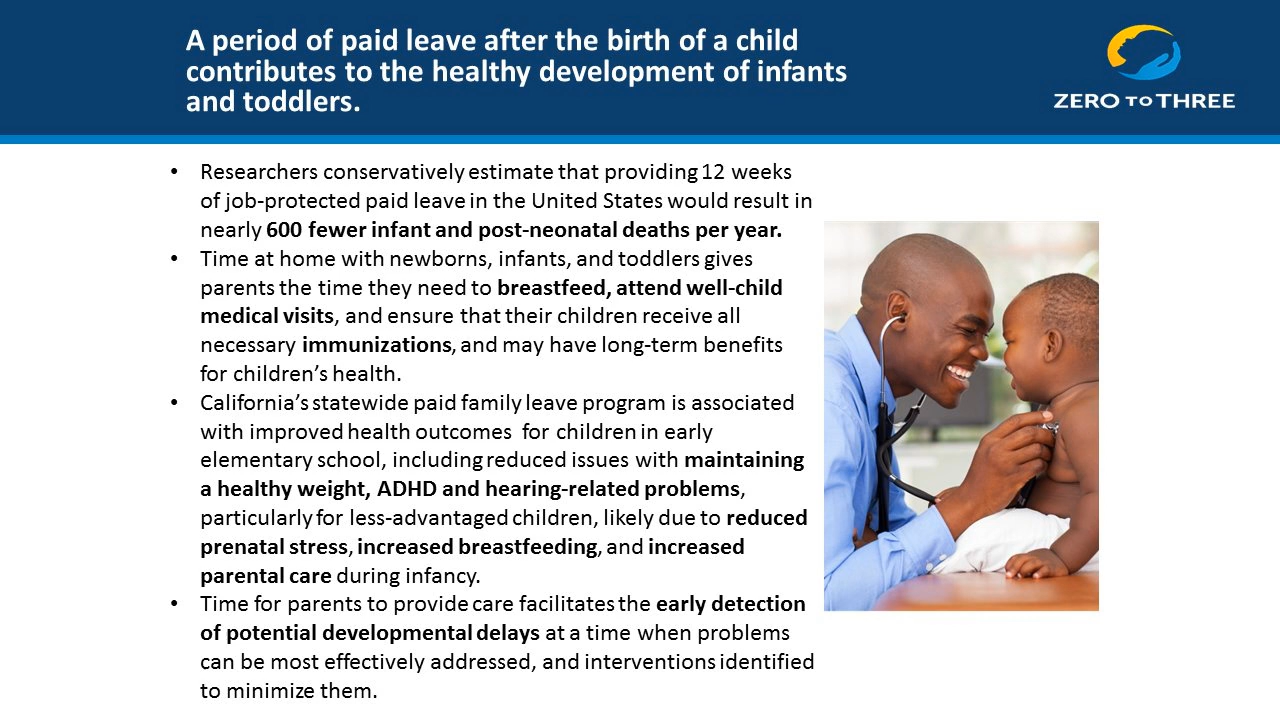 A period of paid leave after the birth of a child
contributes to the healthy development of infants
and toddlers.
ZERO TO THREE
• Researchers conservatively estimate that providing 12 weeks
of job-protected paid leave in the United States would result in
nearly 600 fewer infant and post-neonatal deaths per year.
• Time at home with newborns, infants, and toddlers gives
parents the time they need to breastfeed, attend well-child
medical visits, and ensure that their children receive all
necessary immunizations, and may have long-term benefits
for children’s health.
• California’s statewide paid family leave program is associated
with improved health outcomes for children in early
elementary school, including reduced issues with maintaining
a healthy weight, ADHD and hearing-related problems,
particularly for less-advantaged children, likely due to reduced
prenatal stress, increased breastfeeding, and increased
parental care during infancy.
• Time for parents to provide care facilitates the early detection
of potential developmental delays at a time when problems
can be most effectively addressed, and interventions identified
to minimize them.